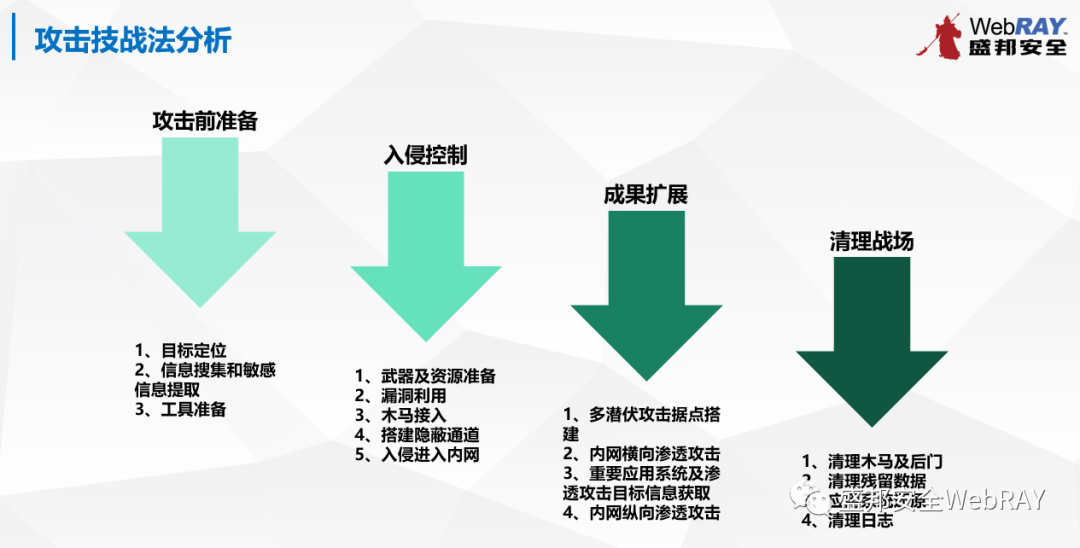 攻击技战法分析
WebRAY
盛邦安全
攻击前准备
1、目标定位
2、信息搜集和敏感
信息提取
3、工具准备
入侵控制
1、武器及资源准备
2、漏洞利用
3、木马接入
4、搭建隐蔽通道
5、入侵进入内网
成果扩展
1、多潜伏攻击据点搭
建
2、内网横向渗透攻击
3、重要应用系统及渗
透攻击目标信息获取
4、内网纵向渗透攻击
清理战场
1、清理木马及后门
2、清理残留数据
4、清理日志
盛邦安全WebRAY